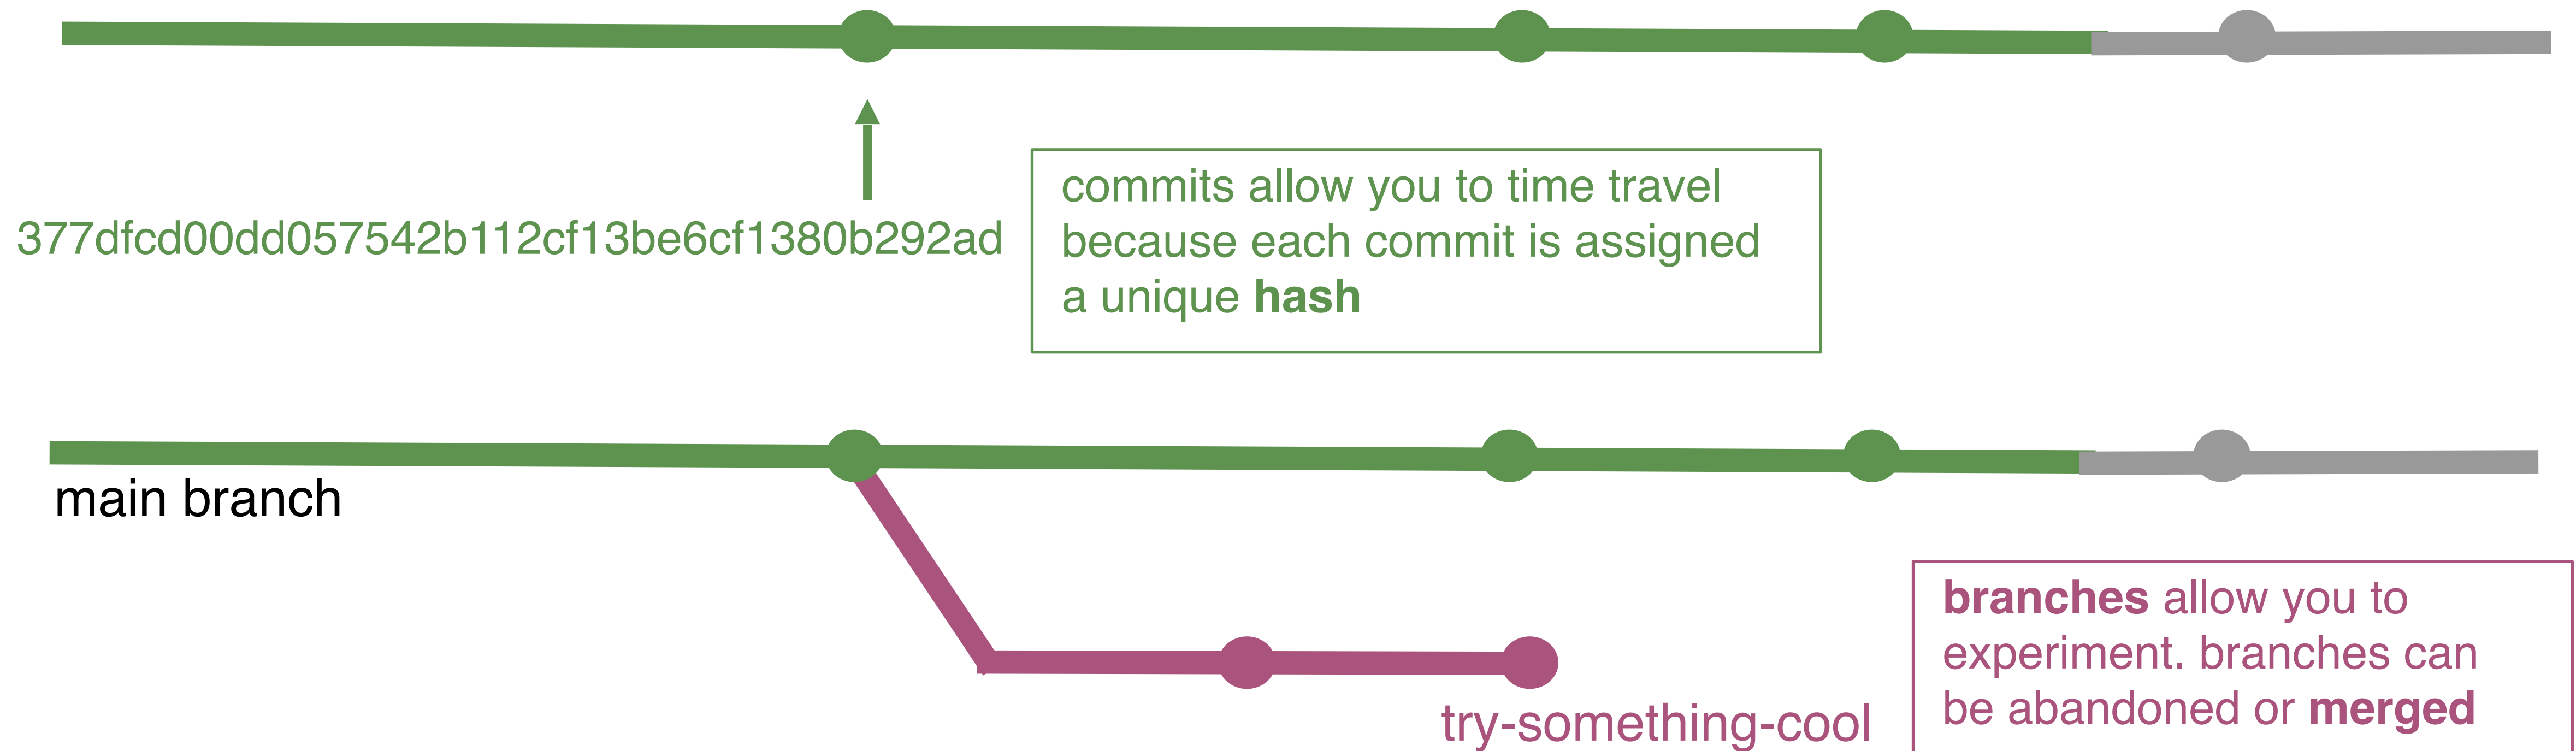 377dfcd00dd057542b112cf13be6cf1380b292ad
commits allow you to time travel
because each commit is assigned
a unique hash
main branch
try-something-cool
branches allow you to
experiment. branches can
be abandoned or merged